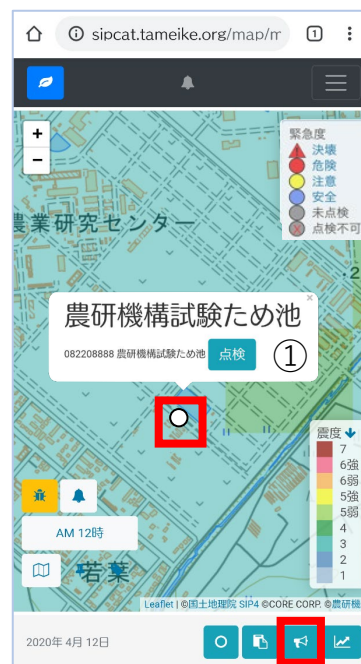 sipcat.tameike.org/map/m
1
+
−
緊急度
決壊
危険
注意
安全
未点検
点検不可
農業研究センター
2
農研機構試験ため池
×
082208888 農研機構試験ため池 点検
①
震度
7
6強
6弱
5強
5弱
4
3
2
1
AM 12時
若葉
Leaflet | ©国土地理院 SIP4 ©CORE CORP. ©農研機
2020年 4月 12日